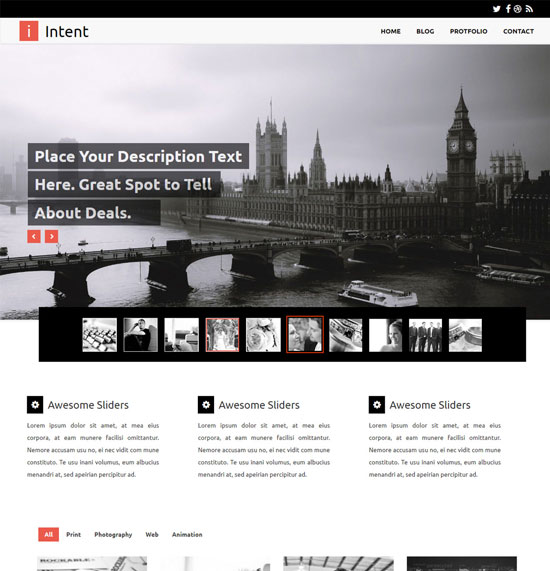 i Intent
HOME BLOG PROTFOLIO CONTACT
Place Your Description Text
Here. Great Spot to Tell
About Deals.
Awesome Sliders
Lorem ipsum dolor sit amet, at mea eius
corpora, at eam munere facilisi omittantur.
Nemore accusam usu no, ei nec vidit com mune
constituto. Te usu inani volumus, eum albucius
menandri at, sed apeirian percipitur ad.
Awesome Sliders
Lorem ipsum dolor sit amet, at mea eius
corpora, at eam munere facilisi omittantur.
Nemore accusam usu no, ei nec vidit com mune
constituto. Te usu inani volumus, eum albucius
menandri at, sed apeirian percipitur ad.
Awesome Sliders
Lorem ipsum dolor sit amet, at mea eius
corpora, at eam munere facilisi omittantur.
Nemore accusam usu no, ei nec vidit com mune
constituto. Te usu inani volumus, eum albucius
menandri at, sed apeirian percipitur ad.
All Print Photography Web Animation